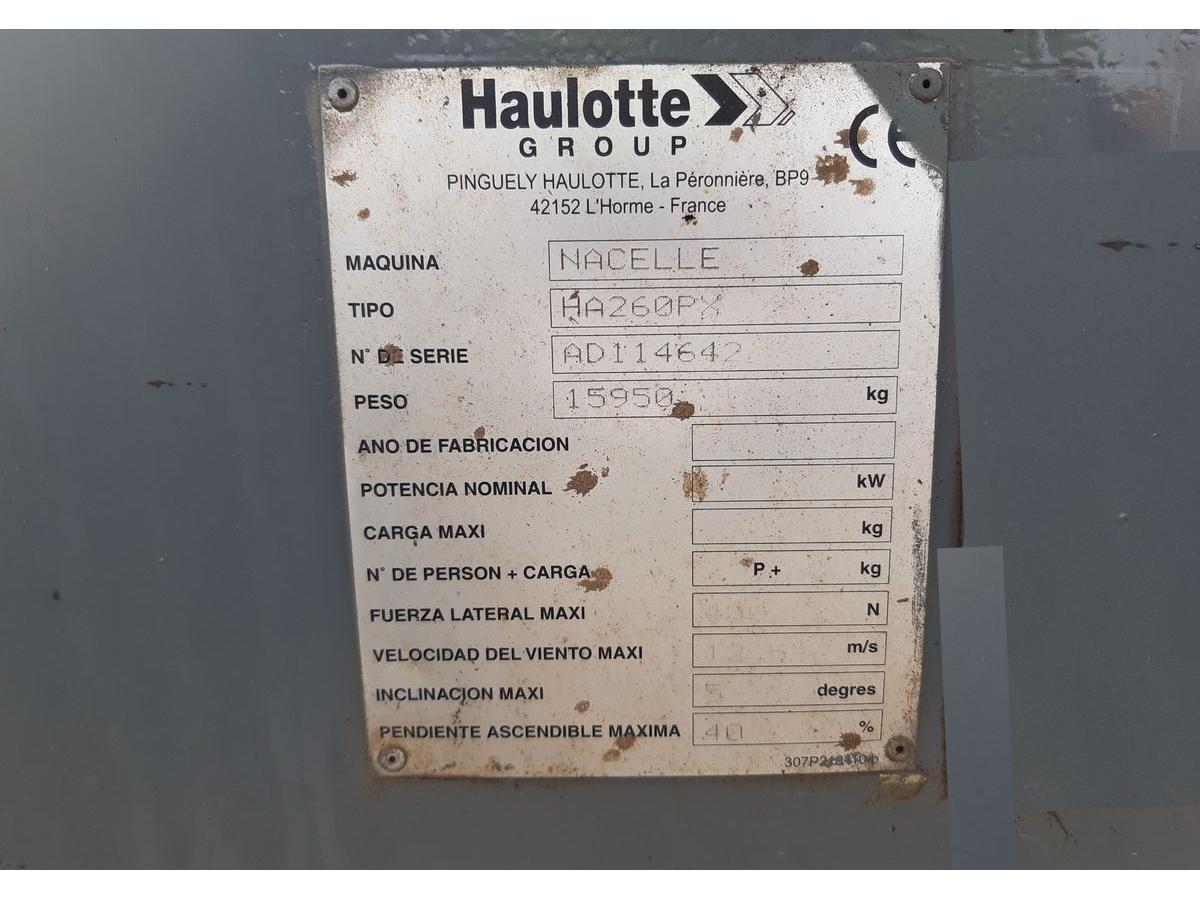 Haulotte
GROUP
CE
PINGUELY HAULOTTE, La Péronnière, BP9
42152 L'Horme - France
MAQUINA NACELLE
TIPO HA260PX
N° DE SERIE AD114642
PESO 15950 kg
ANO DE FABRICACION
POTENCIA NOMINAL kW
CARGA MAXI kg
N° DE PERSON + CARGA P + kg
FUERZA LATERAL MAXI N
VELOCIDAD DEL VIENTO MAXI m/s
INCLINACION MAXI 5 degres
PENDIENTE ASCENDIBLE MAXIMA 40 %